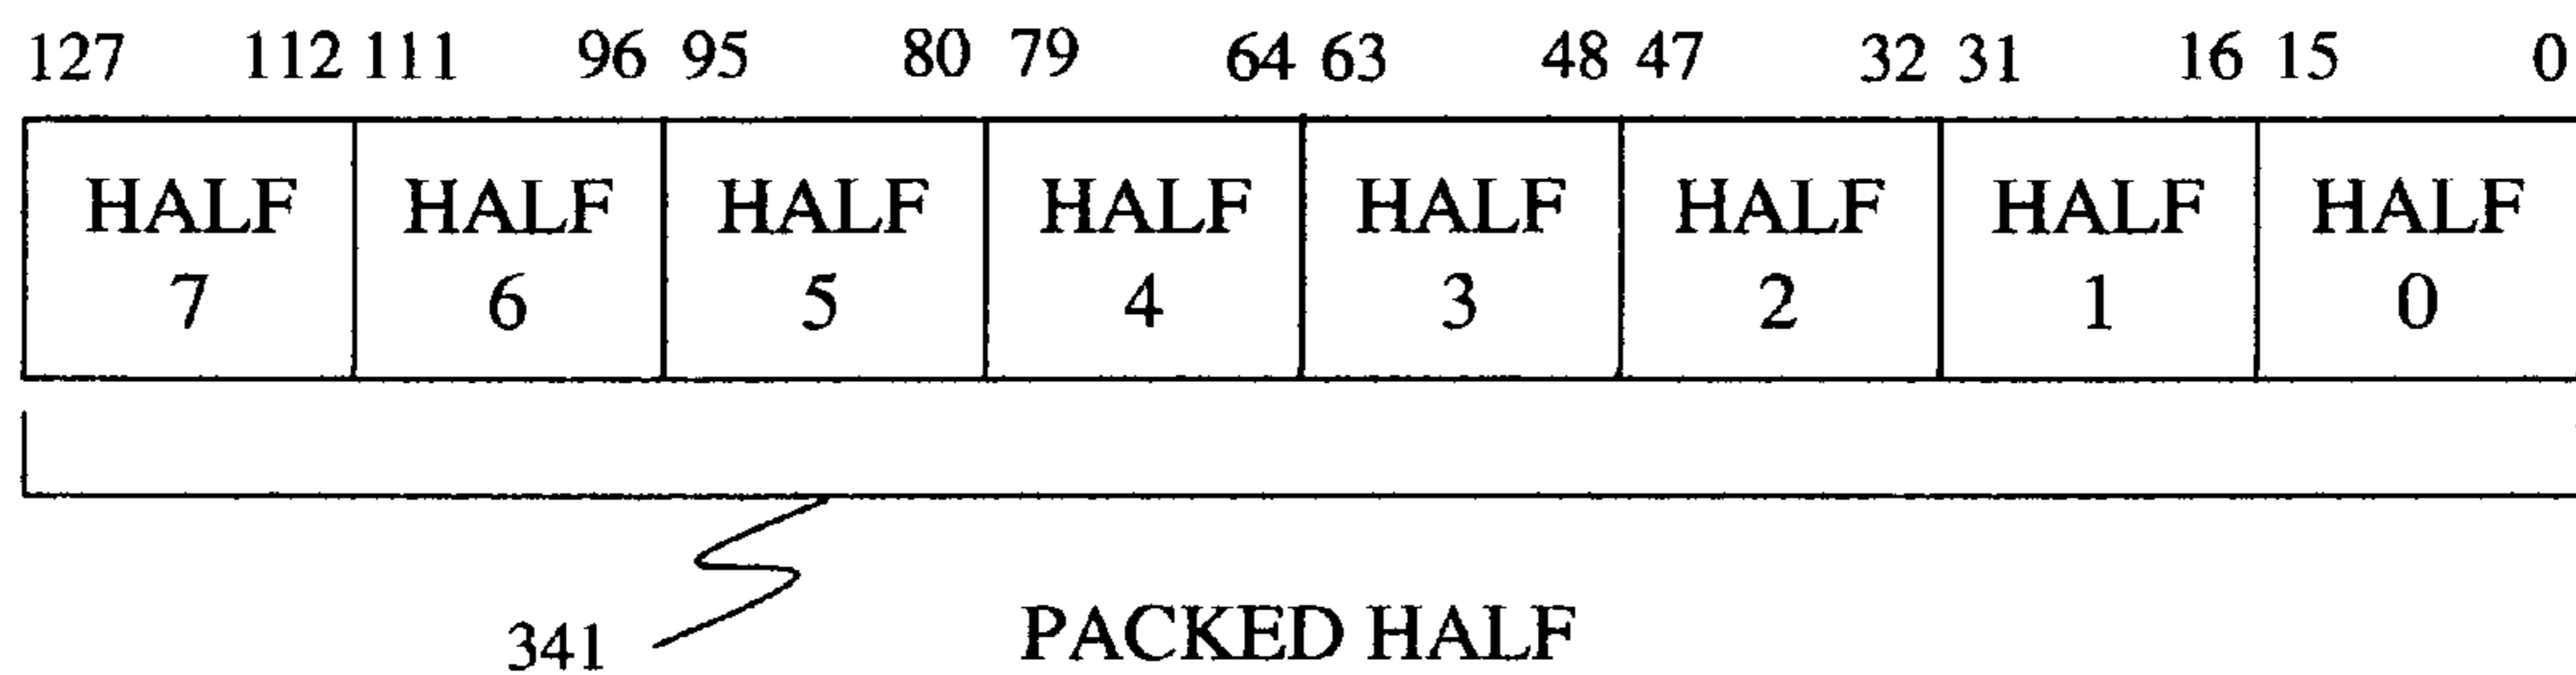 127 112 111 96 95 80 79 64 63 48 47 32 31 16 15 0
HALF HALF HALF HALF HALF HALF HALF HALF
7 6 5 4 3 2 1 0
341 PACKED HALF